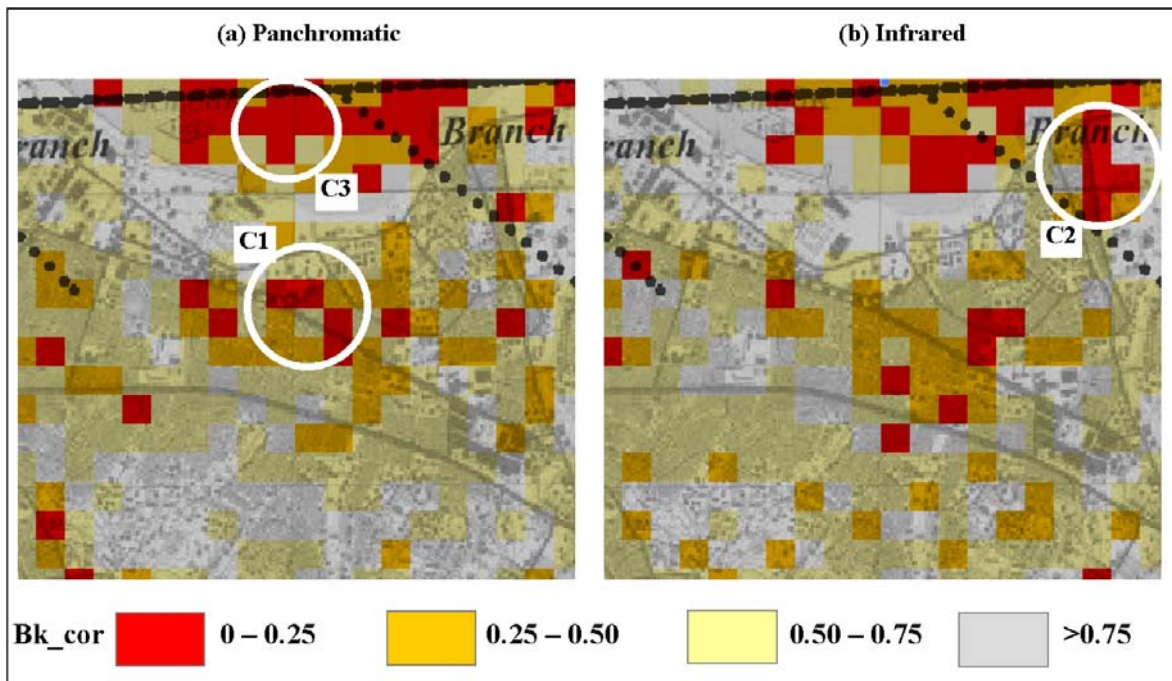 (a) Panchromatic
(b) Infrared
Branch
ranch
C3
C1
Branch
ranch
C2
Bk_cor
0 – 0.25
0.25 – 0.50
0.50 – 0.75
>0.75